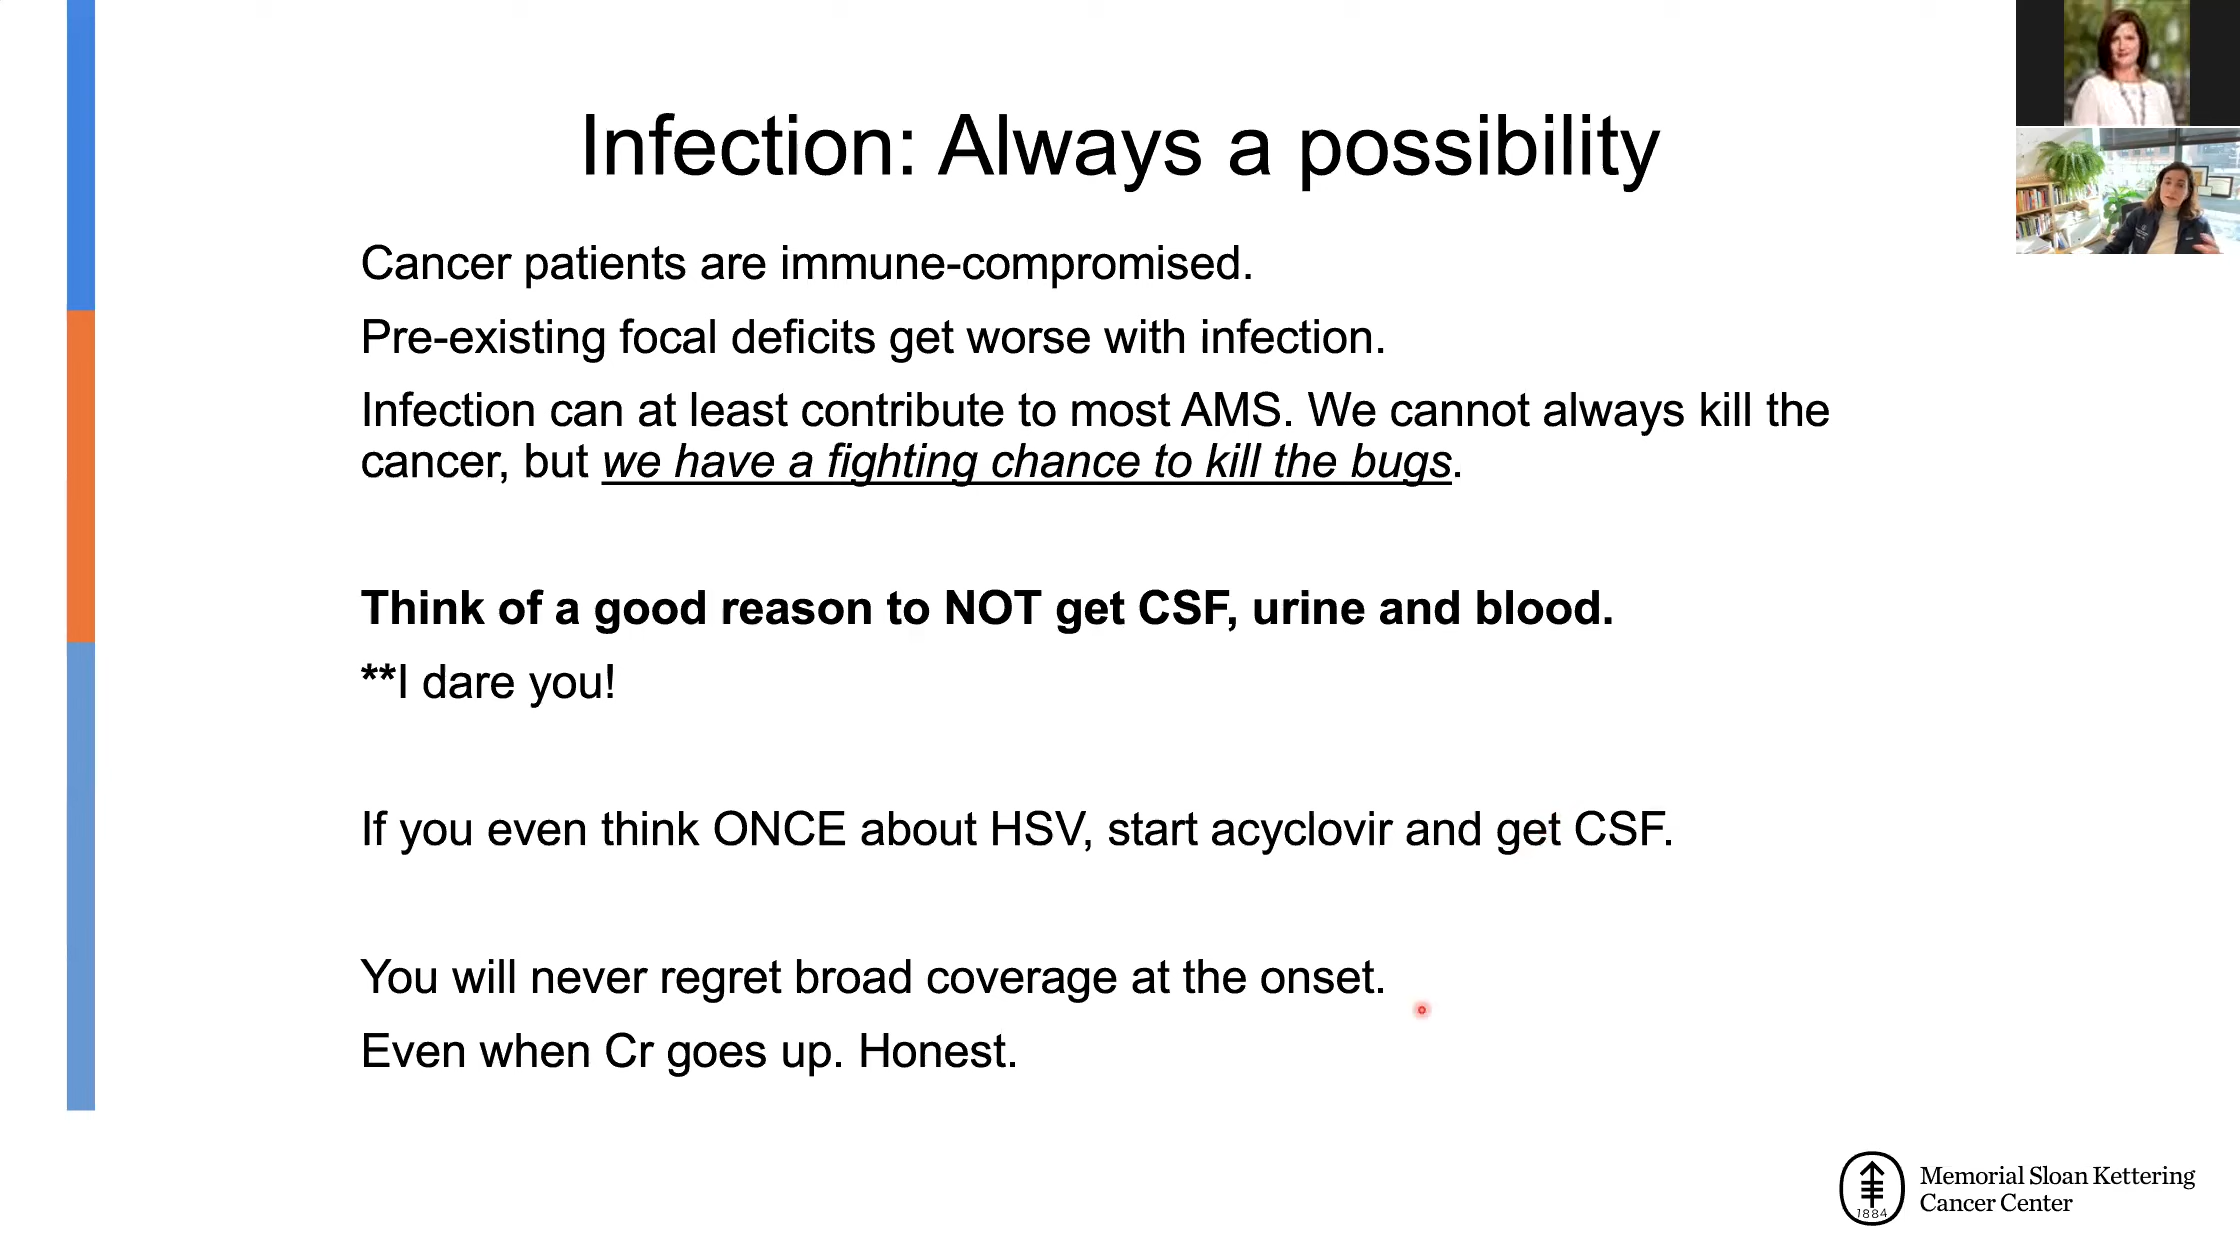 Infection: Always a possibility
Cancer patients are immune-compromised.
Pre-existing focal deficits get worse with infection.
Infection can at least contribute to most AMS. We cannot always kill the
cancer, but we have a fighting chance to kill the bugs.
Think of a good reason to NOT get CSF, urine and blood.
**I dare you!
If you even think ONCE about HSV, start acyclovir and get CSF.
You will never regret broad coverage at the onset.
Even when Cr goes up. Honest.
1884
Memorial Sloan Kettering
Cancer Center